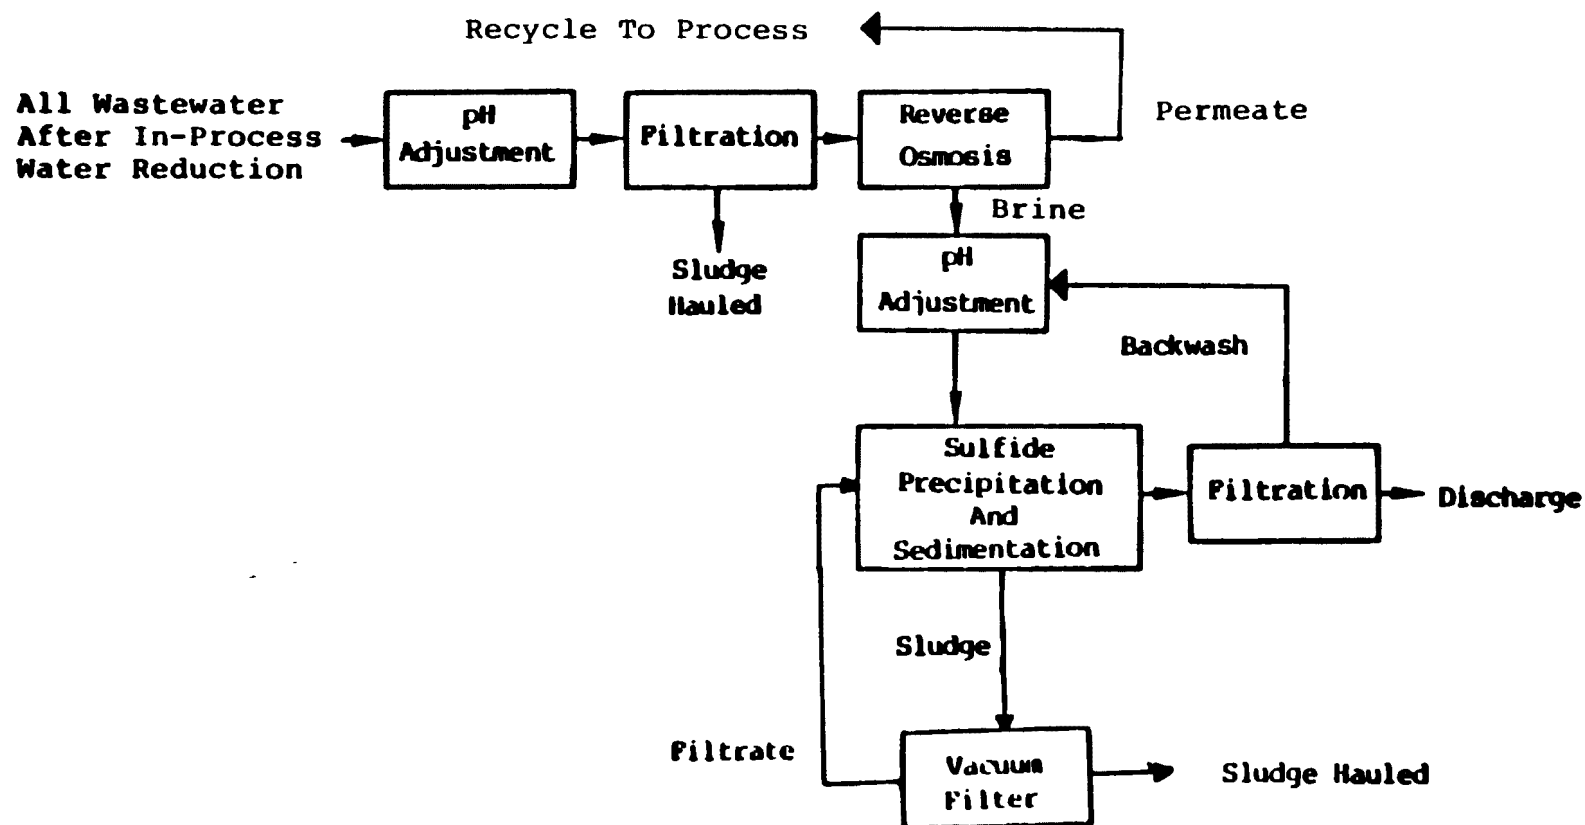 Recycle To Process
All Wastewater
After In-Process
Water Reduction
pH
Adjustment
Filtration
Reverse
Osmosis
Permeate
Brine
Sludge
Hauled
pH
Adjustment
Backwash
Sulfide
Precipitation
And
Sedimentation
Filtration
Discharge
Sludge
Filtrate
Vacuum
Filter
Sludge Hauled